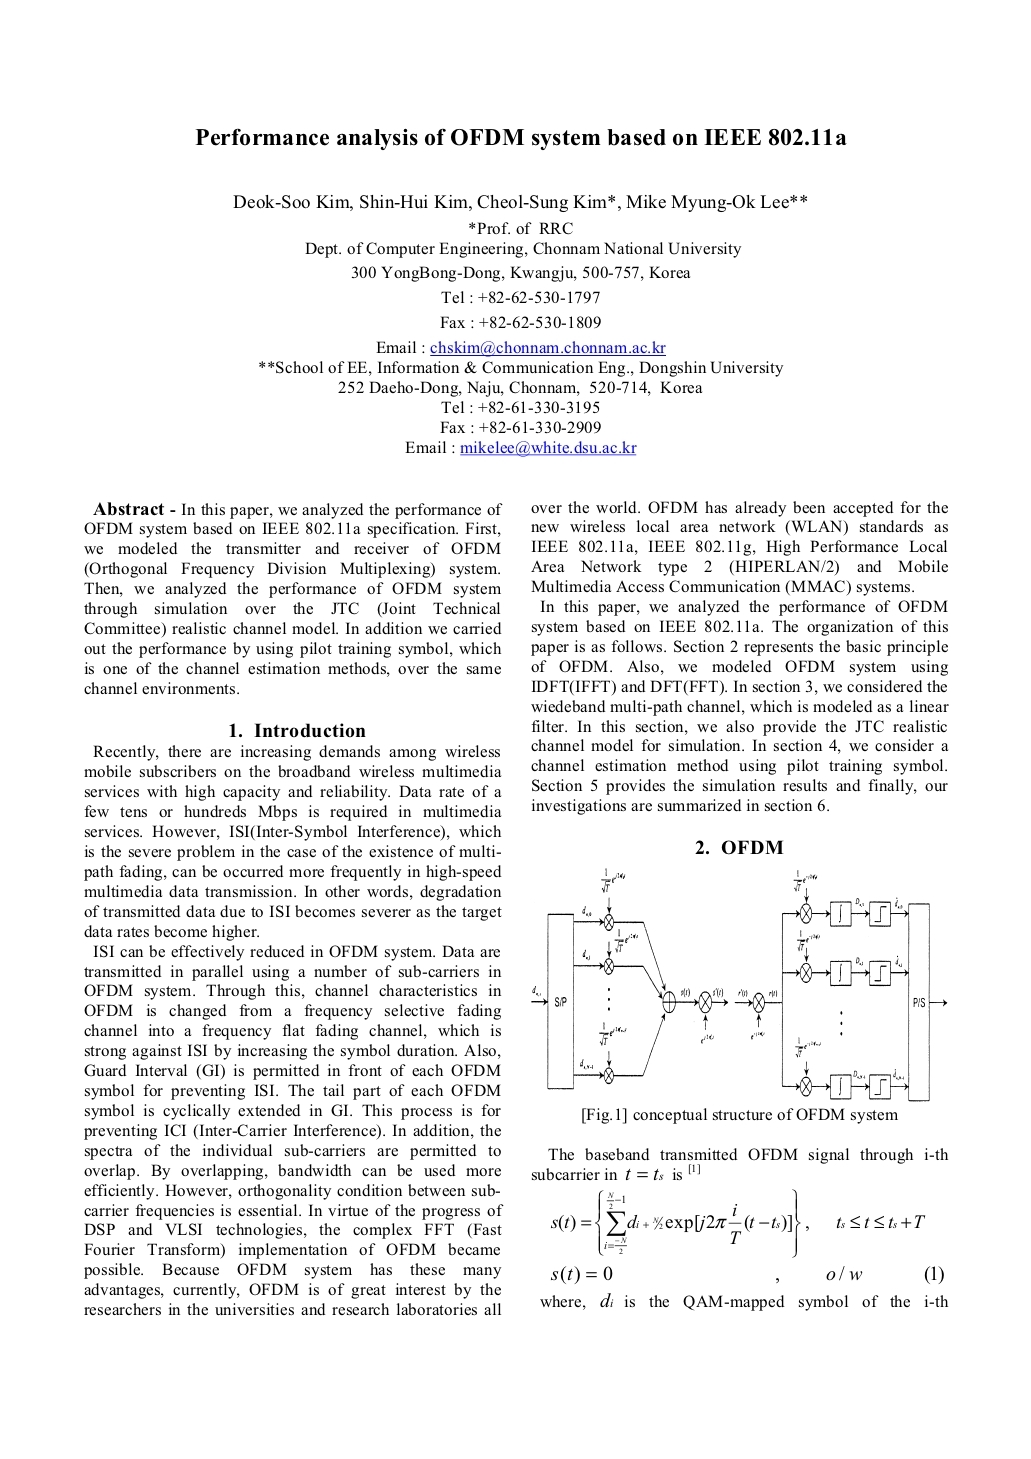 Performance analysis of OFDM system based on IEEE 802.11a
Deok-Soo Kim, Shin-Hui Kim, Cheol-Sung Kim*, Mike Myung-Ok Lee**
*Prof. of RRC
Dept. of Computer Engineering, Chonnam National University
300 YongBong-Dong, Kwangju, 500-757, Korea
Tel : +82-62-530-1797
Fax : +82-62-530-1809
Email : chskim@chonnam.chonnam.ac.kr
**School of EE, Information & Communication Eng., Dongshin University
252 Daeho-Dong, Naju, Chonnam, 520-714, Korea
Tel : +82-61-330-3195
Fax : +82-61-330-2909
Email : mikelee@white.dsu.ac.kr
Abstract - In this paper, we analyzed the performance of
OFDM system based on IEEE 802.11a specification. First,
we modeled the transmitter and receiver of OFDM
(Orthogonal Frequency Division Multiplexing) system.
Then, we analyzed the performance of OFDM system
through simulation over the JTC (Joint Technical
Committee) realistic channel model. In addition we carried
out the performance by using pilot training symbol, which
is one of the channel estimation methods, over the same
channel environments.
1. Introduction
Recently, there are increasing demands among wireless
mobile subscribers on the broadband wireless multimedia
services with high capacity and reliability. Data rate of a
few tens or hundreds Mbps is required in multimedia
services. However, ISI(Inter-Symbol Interference), which
is the severe problem in the case of the existence of multi-
path fading, can be occurred more frequently in high-speed
multimedia data transmission. In other words, degradation
of transmitted data due to ISI becomes severer as the target
data rates become higher.
ISI can be effectively reduced in OFDM system. Data are
transmitted in parallel using a number of sub-carriers in
OFDM system. Through this, channel characteristics in
OFDM is changed from a frequency selective fading
channel into a frequency flat fading channel, which is
strong against ISI by increasing the symbol duration. Also,
Guard Interval (GI) is permitted in front of each OFDM
symbol for preventing ISI. The tail part of each OFDM
symbol is cyclically extended in GI. This process is for
preventing ICI (Inter-Carrier Interference). In addition, the
spectra of the individual sub-carriers are permitted to
overlap. By overlapping, bandwidth can be used more
efficiently. However, orthogonality condition between sub-
carrier frequencies is essential. In virtue of the progress of
DSP and VLSI technologies, the complex FFT (Fast
Fourier Transform) implementation of OFDM became
possible. Because OFDM system has these many
advantages, currently, OFDM is of great interest by the
researchers in the universities and research laboratories all
over the world. OFDM has already been accepted for the
new wireless local area network (WLAN) standards as
IEEE 802.11a, IEEE 802.11g, High Performance Local
Area Network type 2 (HIPERLAN/2) and Mobile
Multimedia Access Communication (MMAC) systems.
In this paper, we analyzed the performance of OFDM
system based on IEEE 802.11a. The organization of this
paper is as follows. Section 2 represents the basic principle
of OFDM. Also, we modeled OFDM system using
IDFT(IFFT) and DFT(FFT). In section 3, we considered the
wiedeband multi-path channel, which is modeled as a linear
filter. In this section, we also provide the JTC realistic
channel model for simulation. In section 4, we consider a
channel estimation method using pilot training symbol.
Section 5 provides the simulation results and finally, our
investigations are summarized in section 6.
2. OFDM
S/P
s(t) s'(t) r'(t) r(t)
P/S
[Fig.1] conceptual structure of OFDM system
The baseband transmitted OFDM signal through i-th
subcarrier in t = ts is [1]
s(t) = { ∑ (i=-N/2 to N/2-1) di + N/2 exp[j2π i/T (t - ts)] } , ts ≤ t ≤ ts + T
s(t) = 0 , o / w (1)
where, di is the QAM-mapped symbol of the i-th